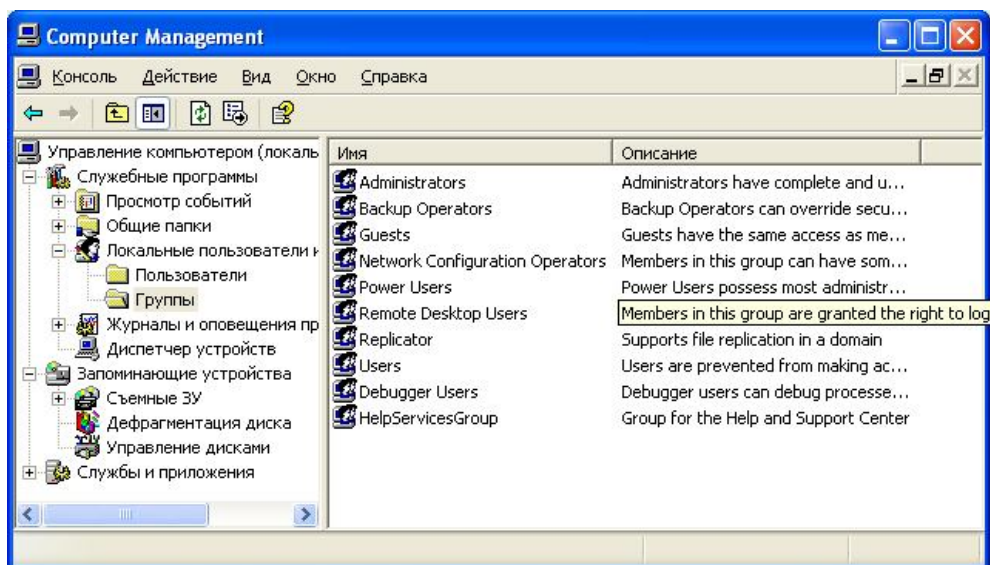 Computer Management
Консоль Действие Вид Окно Справка
Управление компьютером (локаль
Служебные программы
Просмотр событий
Общие папки
Локальные пользователи и
Пользователи
Группы
Журналы и оповещения пр
Диспетчер устройств
Запоминающие устройства
Съемные ЗУ
Дефрагментация диска
Управление дисками
Службы и приложения
Имя Описание
Administrators Administrators have complete and u...
Backup Operators Backup Operators can override secu...
Guests Guests have the same access as me...
Network Configuration Operators Members in this group can have som...
Power Users Power Users possess most administr...
Remote Desktop Users Members in this group are granted the right to log
Replicator Supports file replication in a domain
Users Users are prevented from making ac...
Debugger Users Debugger users can debug processe...
HelpServicesGroup Group for the Help and Support Center